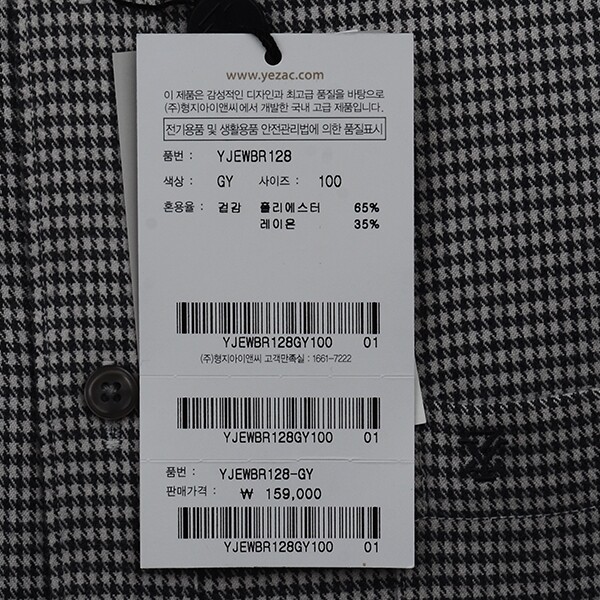 www.yezac.com
이 제품은 감성적인 디자인과 최고급 품질을 바탕으로
(주)형지아이앤씨에서 개발한 국내 고급 제품입니다.
전기용품 및 생활용품 안전관리법에 의한 품질표시
품번 : YJEWBR128
색상 : GY 사이즈 : 100
혼용율 : 겉감 폴리에스터 65%
레이온 35%
YJEWBR128GY100 01
(주)형지아이앤씨 고객만족실 : 1661-7222
YJEWBR128GY100 01
품번 : YJEWBR128-GY
판매가격 : ₩ 159,000
YJEWBR128GY100 01